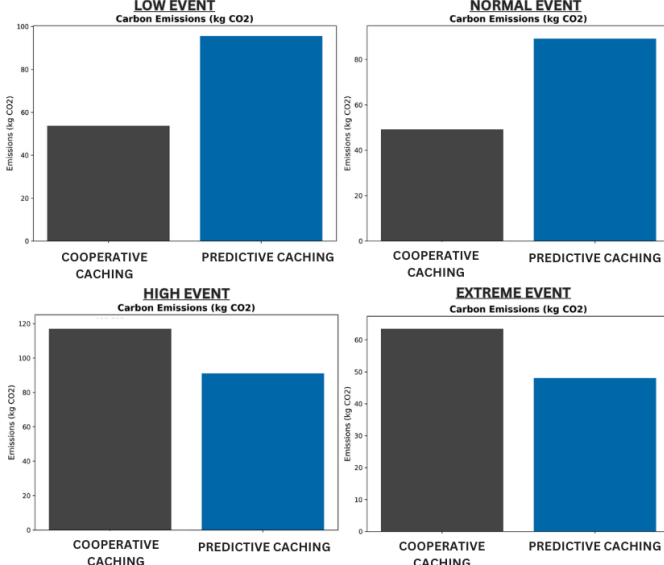 LOW EVENT
Carbon Emissions (kg CO2)
Emissions (kg CO2)
100
80
60
40
20
0
COOPERATIVE
CACHING
PREDICTIVE CACHING
NORMAL EVENT
Carbon Emissions (kg CO2)
Emissions (kg CO2)
80
60
40
20
0
COOPERATIVE
CACHING
PREDICTIVE CACHING
HIGH EVENT
Carbon Emissions (kg CO2)
Emissions (kg CO2)
120
100
80
60
40
20
0
COOPERATIVE
CACHING
PREDICTIVE CACHING
EXTREME EVENT
Carbon Emissions (kg CO2)
Emissions (kg CO2)
60
50
40
30
20
10
0
COOPERATIVE
CACHING
PREDICTIVE CACHING